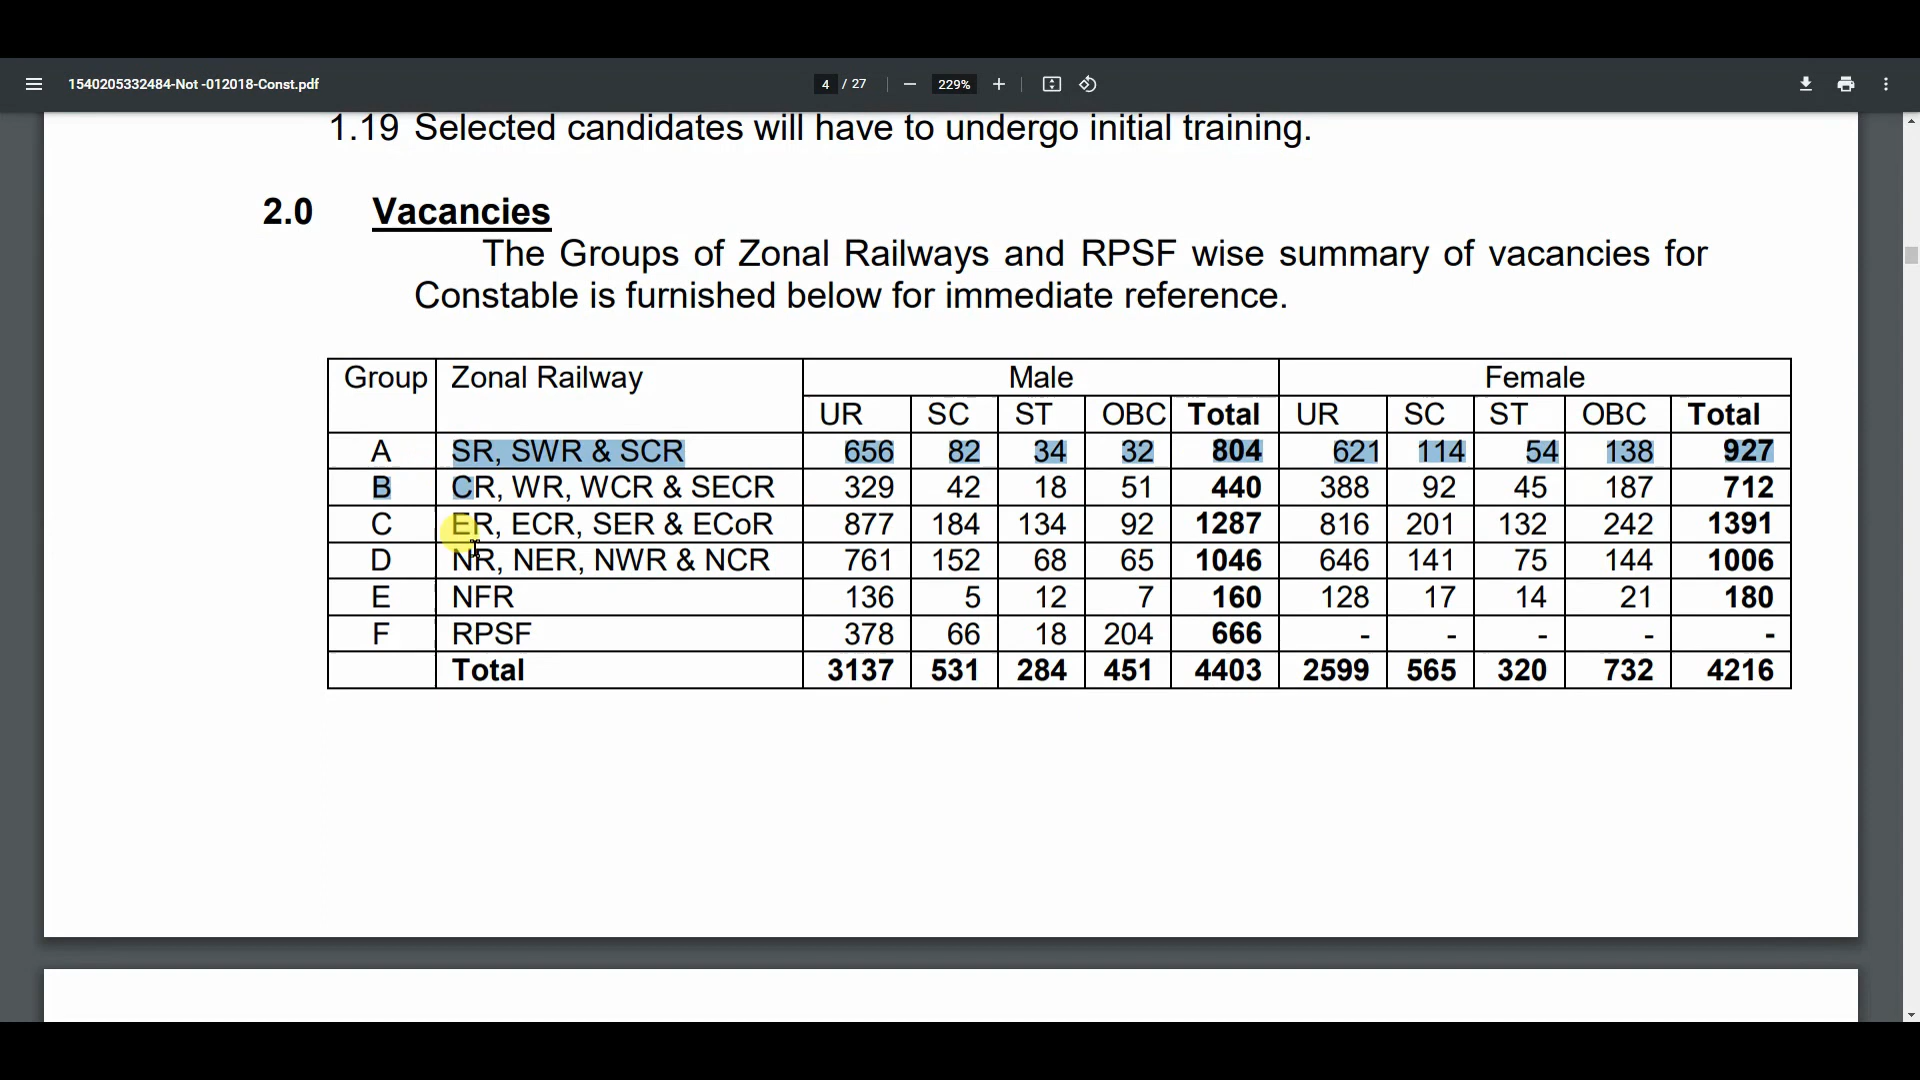 1540205332484-Not -012018-Const.pdf
4 / 27
229%
1.19 Selected candidates will have to undergo initial training.
2.0 Vacancies
The Groups of Zonal Railways and RPSF wise summary of vacancies for
Constable is furnished below for immediate reference.
Group Zonal Railway Male Female
UR SC ST OBC Total UR SC ST OBC Total
A SR, SWR & SCR 656 82 34 32 804 621 114 54 138 927
B CR, WR, WCR & SECR 329 42 18 51 440 388 92 45 187 712
C ER, ECR, SER & ECoR 877 184 134 92 1287 816 201 132 242 1391
D NR, NER, NWR & NCR 761 152 68 65 1046 646 141 75 144 1006
E NFR 136 5 12 7 160 128 17 14 21 180
F RPSF 378 66 18 204 666 - - - - -
Total 3137 531 284 451 4403 2599 565 320 732 4216